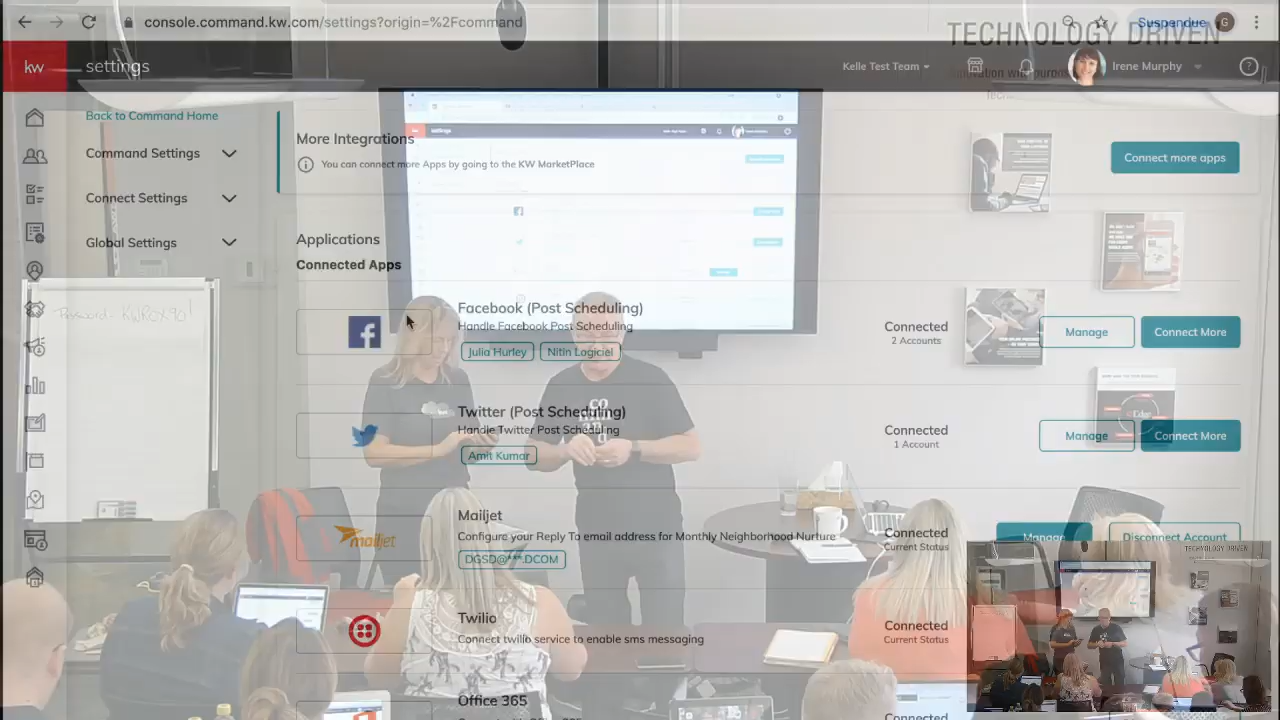 console.command.kw.com/settings?origin=%2Fcommand
Suspendue
G
TECHNOLOGY DRIVEN
kw
settings
Kelle Test Team
Irene Murphy
Back to Command Home
Command Settings
Connect Settings
Global Settings
More Integrations
You can connect more Apps by going to the KW MarketPlace
Connect more apps
Applications
Connected Apps
Facebook (Post Scheduling)
Handle Facebook Post Scheduling
Julia Hurley
Nitin Logiciel
Connected
2 Accounts
Manage
Connect More
Twitter (Post Scheduling)
Handle Twitter Post Scheduling
Amit Kumar
Connected
1 Account
Manage
Connect More
mailjet
Mailjet
Configure your Reply To email address for Monthly Neighborhood Nurture
Connected
Current Status
Manage
Disconnect Account
Twilio
Connect twilio service to enable sms messaging
Connected
Current Status
Office 365
Connected
TECHNOLOGY DRIVEN